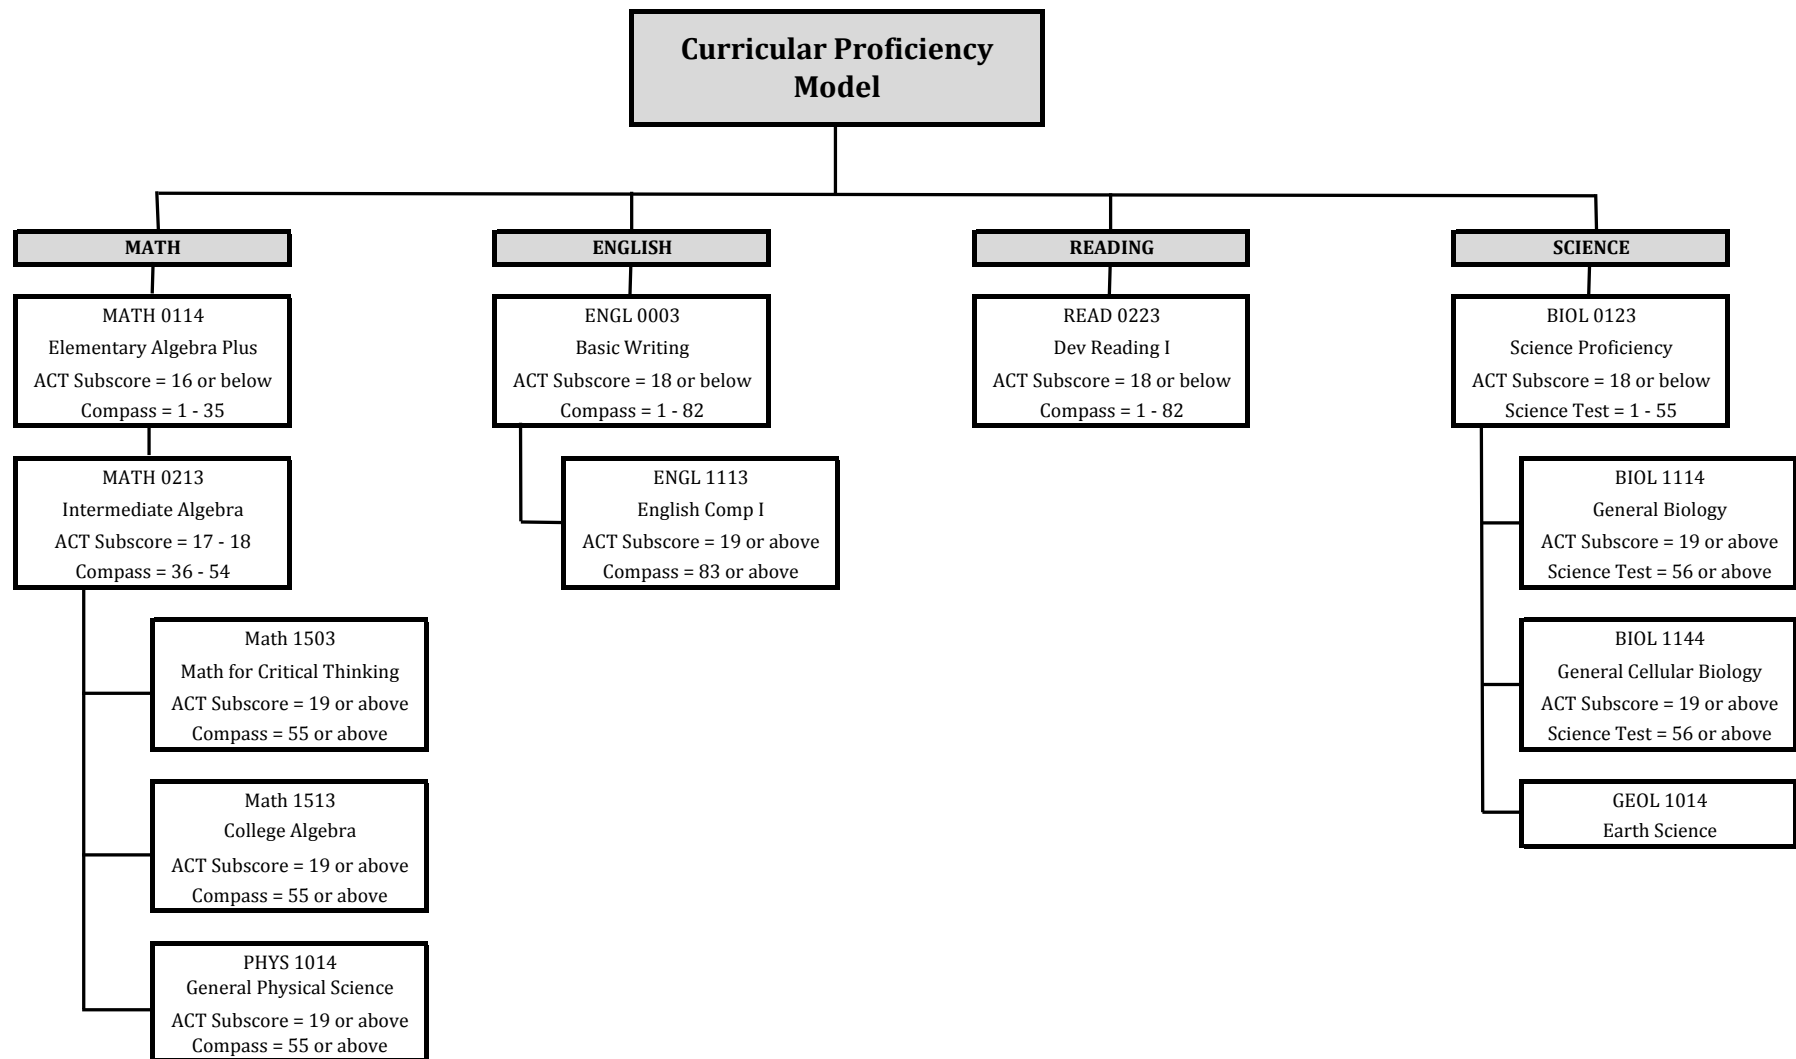 Curricular Proficiency
Model
MATH
MATH 0114
Elementary Algebra Plus
ACT Subscore = 16 or below
Compass = 1 - 35
MATH 0213
Intermediate Algebra
ACT Subscore = 17 - 18
Compass = 36 - 54
Math 1503
Math for Critical Thinking
ACT Subscore = 19 or above
Compass = 55 or above
Math 1513
College Algebra
ACT Subscore = 19 or above
Compass = 55 or above
PHYS 1014
General Physical Science
ACT Subscore = 19 or above
Compass = 55 or above
ENGLISH
ENGL 0003
Basic Writing
ACT Subscore = 18 or below
Compass = 1 - 82
ENGL 1113
English Comp I
ACT Subscore = 19 or above
Compass = 83 or above
READING
READ 0223
Dev Reading I
ACT Subscore = 18 or below
Compass = 1 - 82
SCIENCE
BIOL 0123
Science Proficiency
ACT Subscore = 18 or below
Science Test = 1 - 55
BIOL 1114
General Biology
ACT Subscore = 19 or above
Science Test = 56 or above
BIOL 1144
General Cellular Biology
ACT Subscore = 19 or above
Science Test = 56 or above
GEOL 1014
Earth Science